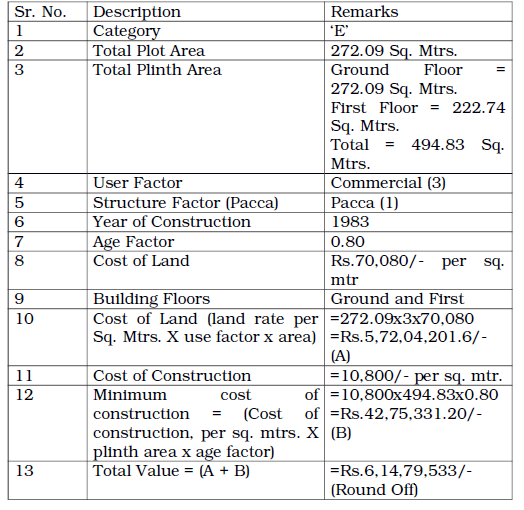 Sr. No. Description Remarks
1 Category ‘E’
2 Total Plot Area 272.09 Sq. Mtrs.
3 Total Plinth Area Ground Floor =
272.09 Sq. Mtrs.
First Floor = 222.74
Sq. Mtrs.
Total = 494.83 Sq.
Mtrs.
4 User Factor Commercial (3)
5 Structure Factor (Pacca) Pacca (1)
6 Year of Construction 1983
7 Age Factor 0.80
8 Cost of Land Rs.70,080/- per sq.
mtr
9 Building Floors Ground and First
10 Cost of Land (land rate per =272.09x3x70,080
Sq. Mtrs. X use factor x area) =Rs.5,72,04,201.6/-
(A)
11 Cost of Construction =10,800/- per sq. mtr.
12 Minimum cost of =10,800x494.83x0.80
construction = (Cost of =Rs.42,75,331.20/-
construction, per sq. mtrs. X (B)
plinth area x age factor)
13 Total Value = (A + B) =Rs.6,14,79,533/-
(Round Off)